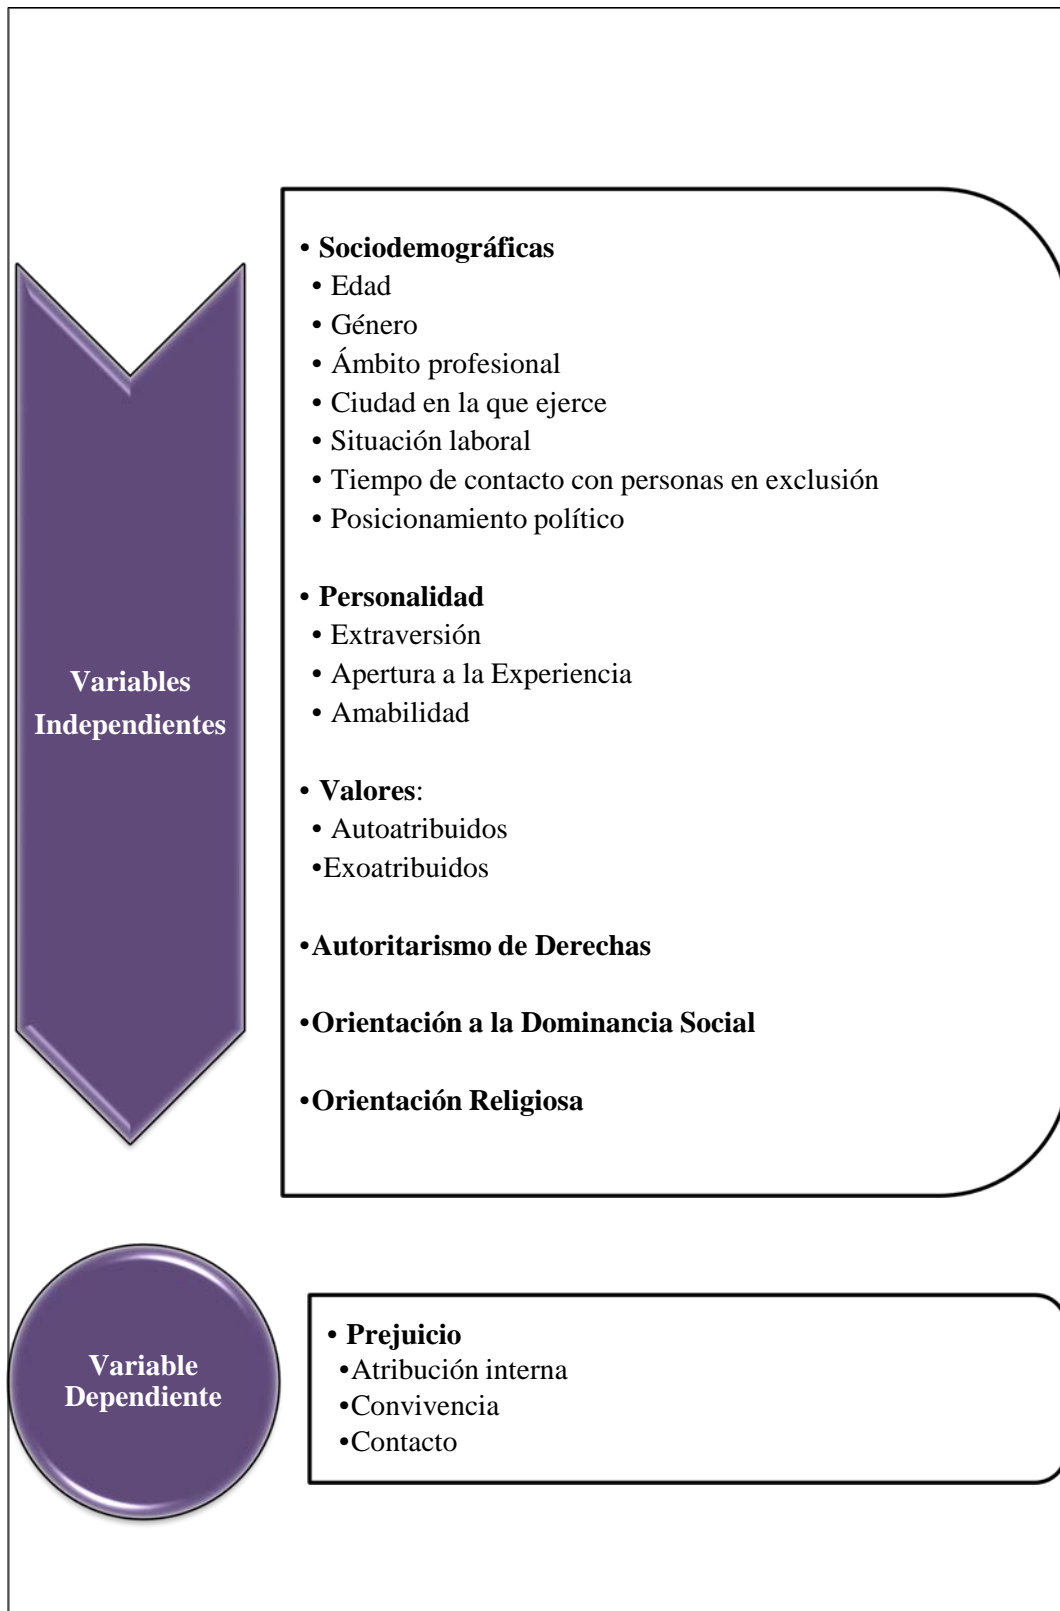 Variables
Independientes
• Sociodemográficas
• Edad
• Género
• Ámbito profesional
• Ciudad en la que ejerce
• Situación laboral
• Tiempo de contacto con personas en exclusión
• Posicionamiento político
• Personalidad
• Extraversión
• Apertura a la Experiencia
• Amabilidad
• Valores:
• Autoatribuidos
•Exoatribuidos
•Autoritarismo de Derechas
•Orientación a la Dominancia Social
•Orientación Religiosa
Variable
Dependiente
• Prejuicio
•Atribución interna
•Convivencia
•Contacto